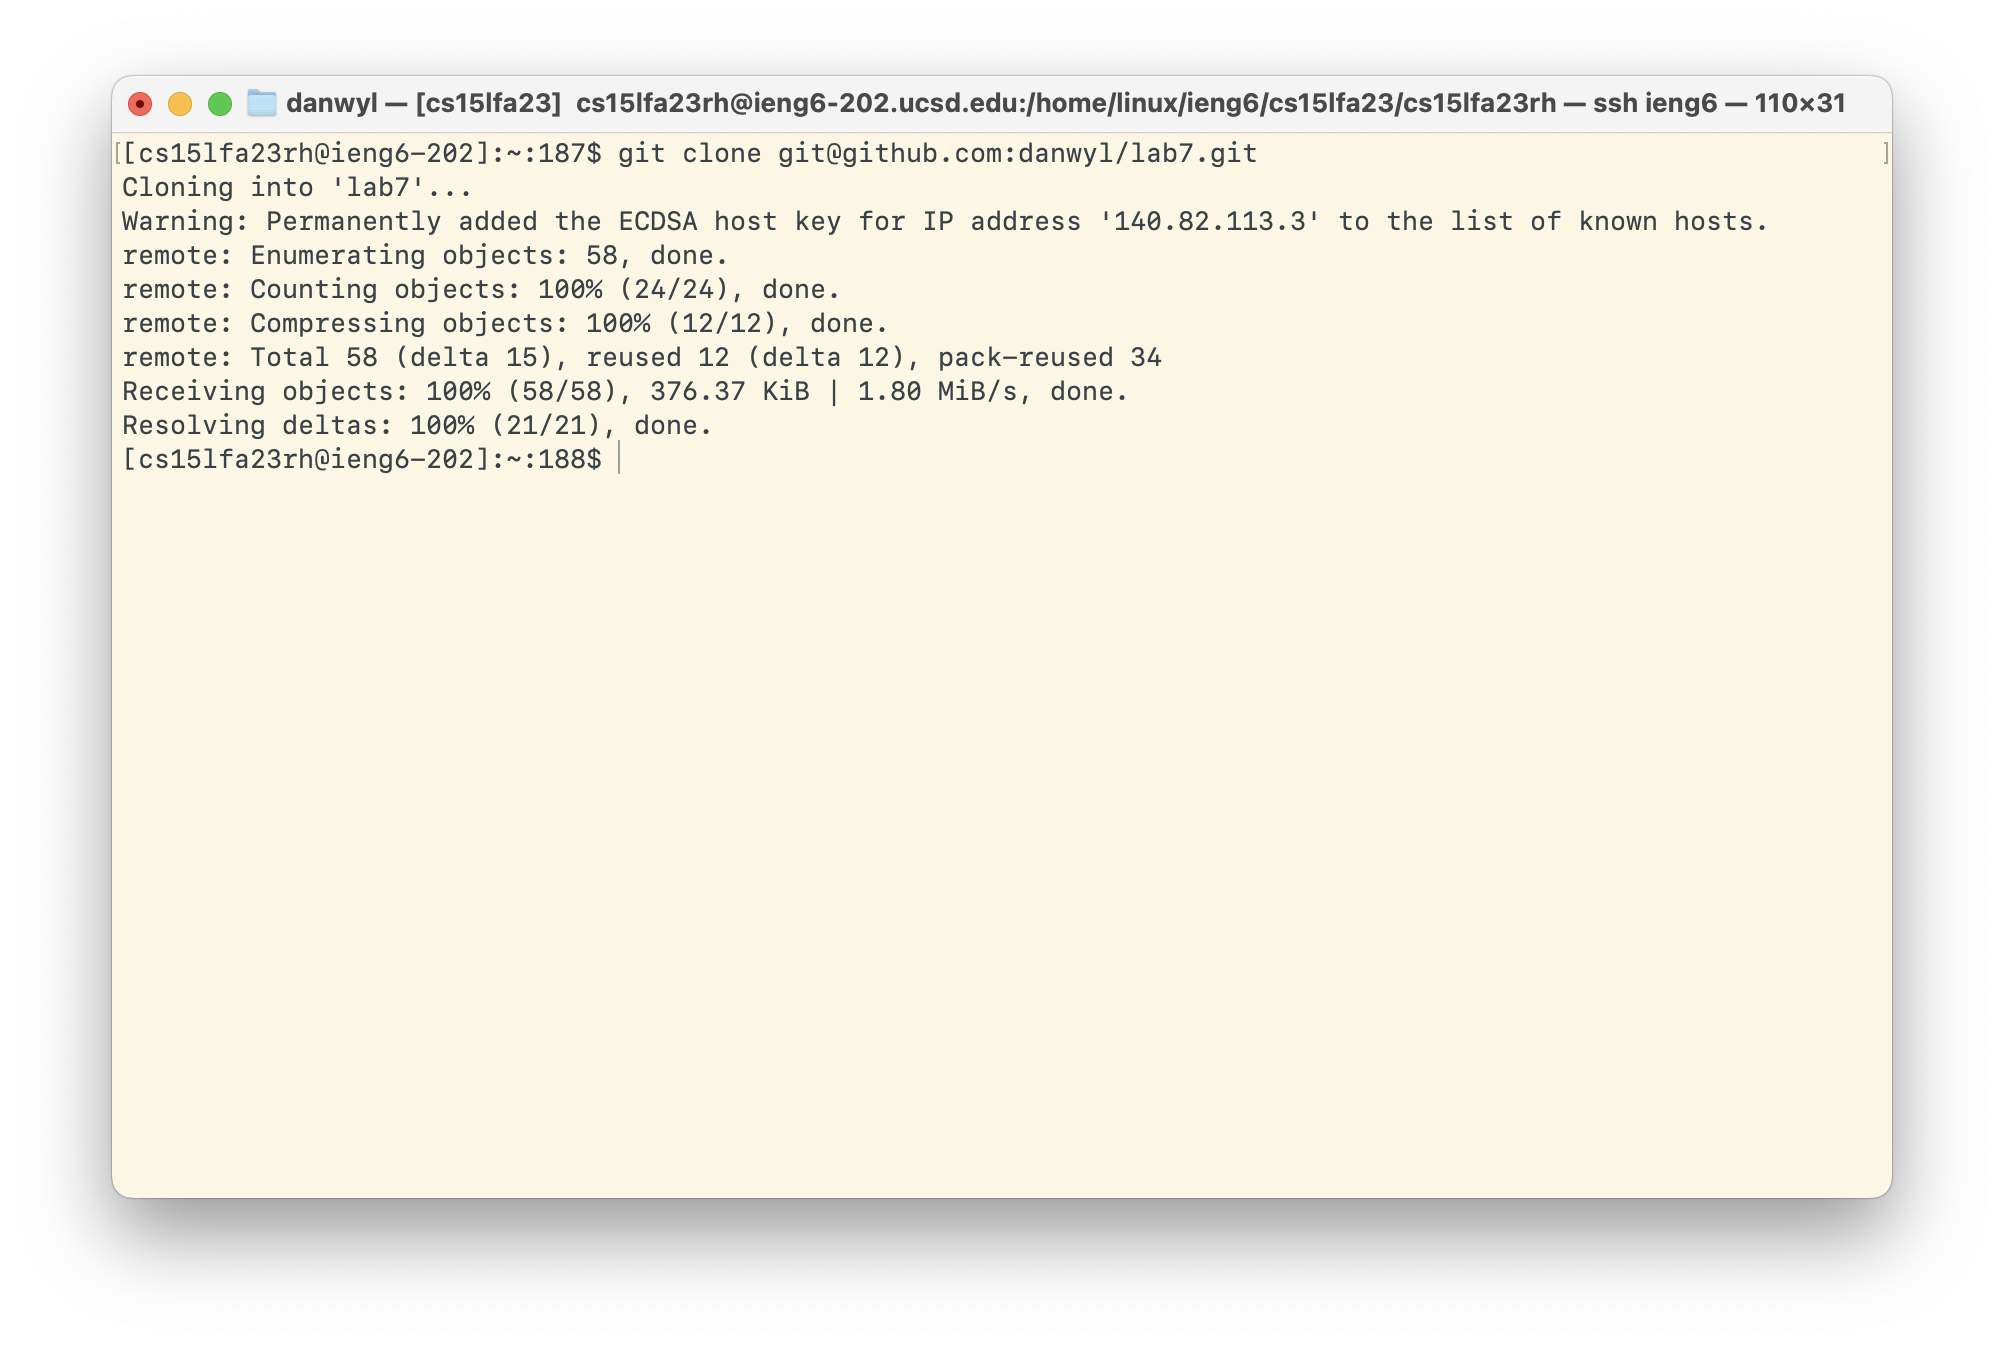 danwyl — [cs15lfa23] cs15lfa23rh@ieng6-202.ucsd.edu:/home/linux/ieng6/cs15lfa23/cs15lfa23rh — ssh ieng6 — 110×31
[[cs15lfa23rh@ieng6-202]:~:187$ git clone git@github.com:danwyl/lab7.git ]
Cloning into 'lab7'...
Warning: Permanently added the ECDSA host key for IP address '140.82.113.3' to the list of known hosts.
remote: Enumerating objects: 58, done.
remote: Counting objects: 100% (24/24), done.
remote: Compressing objects: 100% (12/12), done.
remote: Total 58 (delta 15), reused 12 (delta 12), pack-reused 34
Receiving objects: 100% (58/58), 376.37 KiB | 1.80 MiB/s, done.
Resolving deltas: 100% (21/21), done.
[cs15lfa23rh@ieng6-202]:~:188$